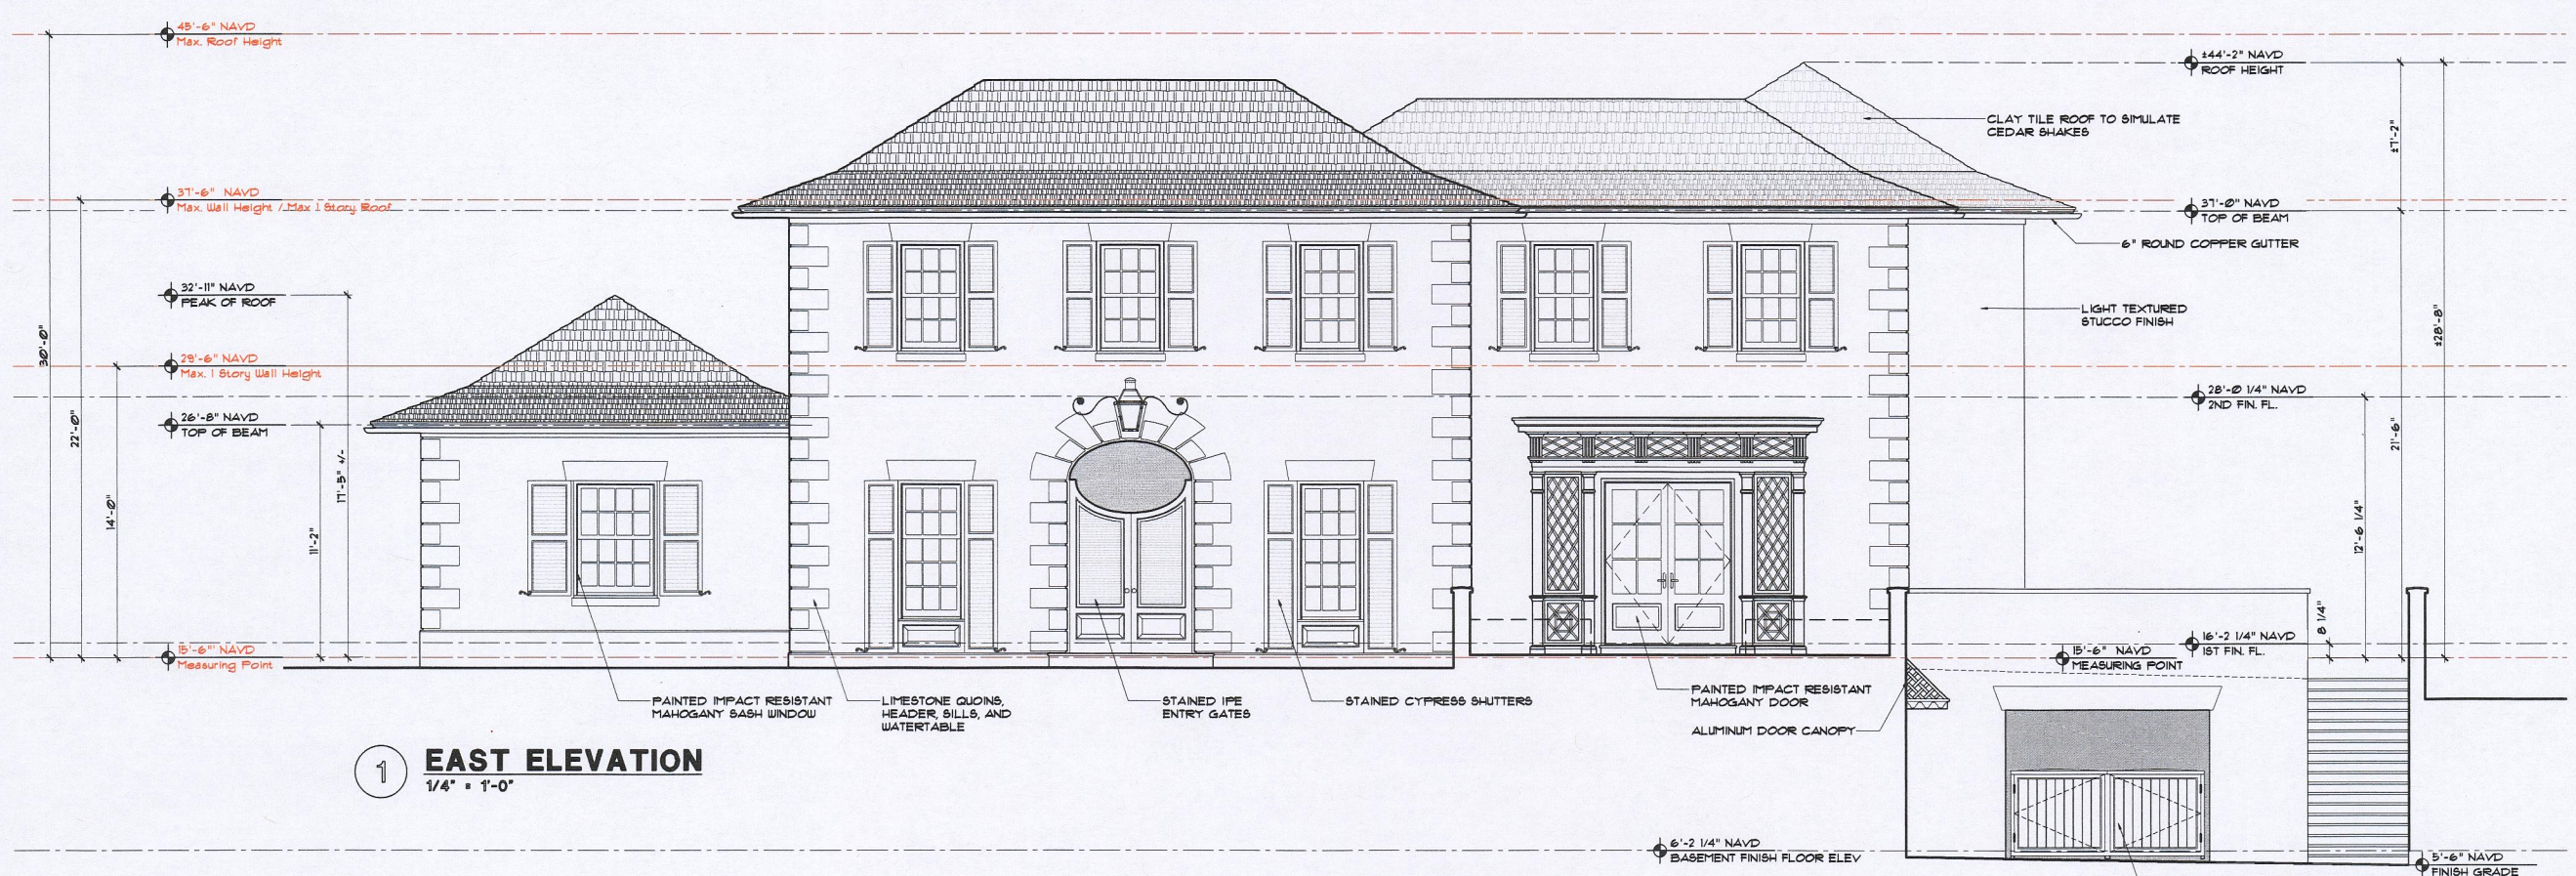 45'-6" NAVD
Max. Roof Height
±44'-2" NAVD
ROOF HEIGHT
CLAY TILE ROOF TO SIMULATE
CEDAR SHAKES
±7'-2"
37'-6" NAVD
Max. Wall Height / Max 1 Story Roof
37'-0" NAVD
TOP OF BEAM
6" ROUND COPPER GUTTER
32'-11" NAVD
PEAK OF ROOF
LIGHT TEXTURED
STUCCO FINISH
30'-0"
±28'-8"
29'-6" NAVD
Max. 1 Story Wall Height
28'-0 1/4" NAVD
2ND FIN. FL.
26'-8" NAVD
TOP OF BEAM
22'-0"
21'-6"
17'-5" +/-
14'-0"
11'-2"
12'-6 1/4"
8 1/4"
16'-2 1/4" NAVD
1ST FIN. FL.
15'-6" NAVD
Measuring Point
15'-6" NAVD
MEASURING POINT
PAINTED IMPACT RESISTANT
MAHOGANY SASH WINDOW
LIMESTONE QUOINS,
HEADER, SILLS, AND
WATERTABLE
STAINED IPE
ENTRY GATES
STAINED CYPRESS SHUTTERS
PAINTED IMPACT RESISTANT
MAHOGANY DOOR
ALUMINUM DOOR CANOPY
1
EAST ELEVATION
1/4" = 1'-0"
6'-2 1/4" NAVD
BASEMENT FINISH FLOOR ELEV
5'-6" NAVD
FINISH GRADE